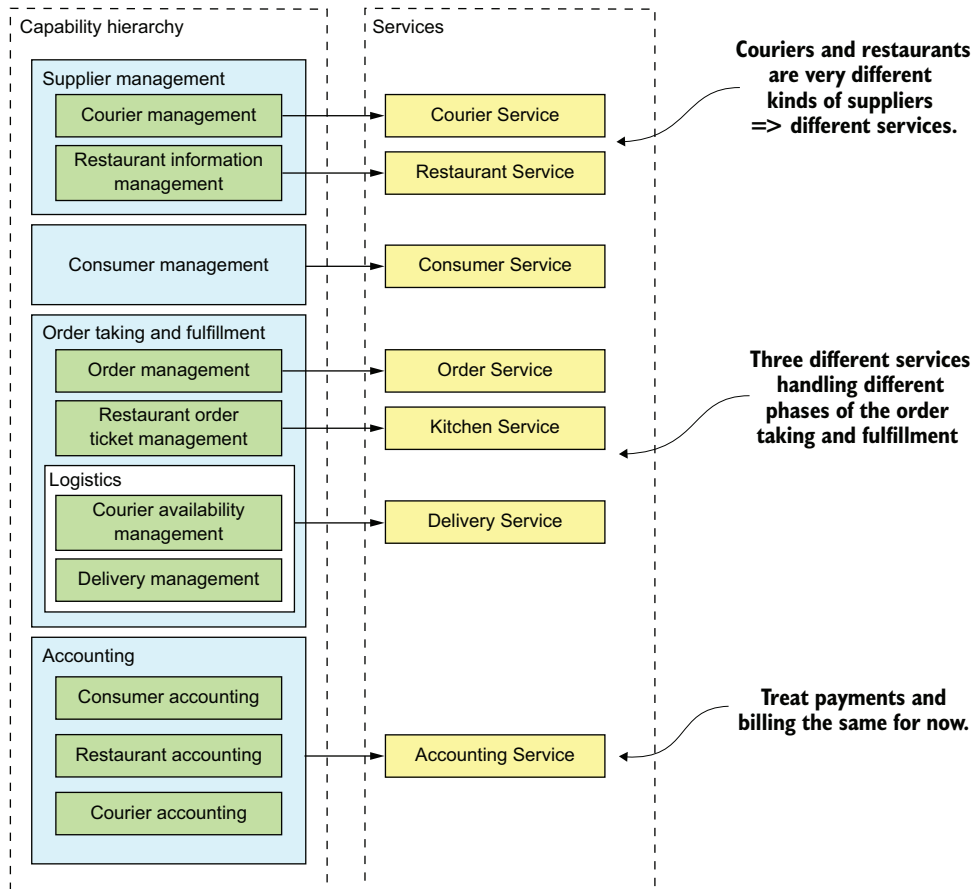 Capability hierarchy
Services
Supplier management
Courier management
Courier Service
Restaurant information
management
Restaurant Service
Couriers and restaurants
are very different
kinds of suppliers
=> different services.
Consumer management
Consumer Service
Order taking and fulfillment
Order management
Order Service
Restaurant order
ticket management
Kitchen Service
Three different services
handling different
phases of the order
taking and fulfillment
Logistics
Courier availability
management
Delivery management
Delivery Service
Accounting
Consumer accounting
Restaurant accounting
Courier accounting
Accounting Service
Treat payments and
billing the same for now.